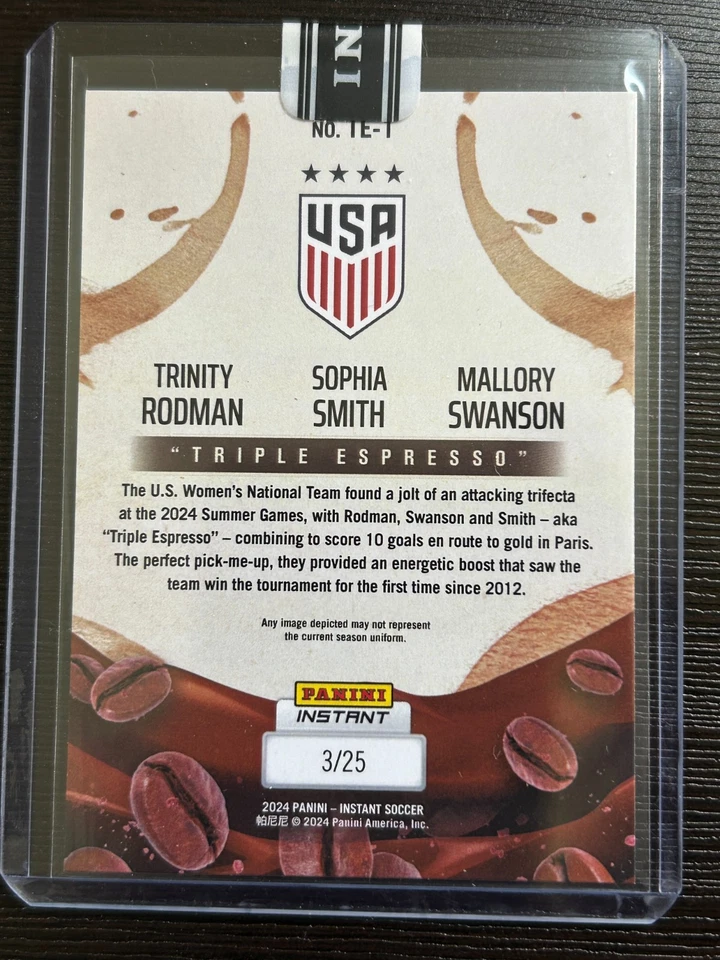 IN
NO. TE-1
USA
TRINITY RODMAN
SOPHIA SMITH
MALLORY SWANSON
"TRIPLE ESPRESSO"
The U.S. Women's National Team found a jolt of an attacking trifecta
at the 2024 Summer Games, with Rodman, Swanson and Smith – aka
"Triple Espresso" – combining to score 10 goals en route to gold in Paris.
The perfect pick-me-up, they provided an energetic boost that saw the
team win the tournament for the first time since 2012.
Any image depicted may not represent
the current season uniform.
PANINI
INSTANT
3/25
2024 PANINI – INSTANT SOCCER
帕尼尼 © 2024 Panini America, Inc.